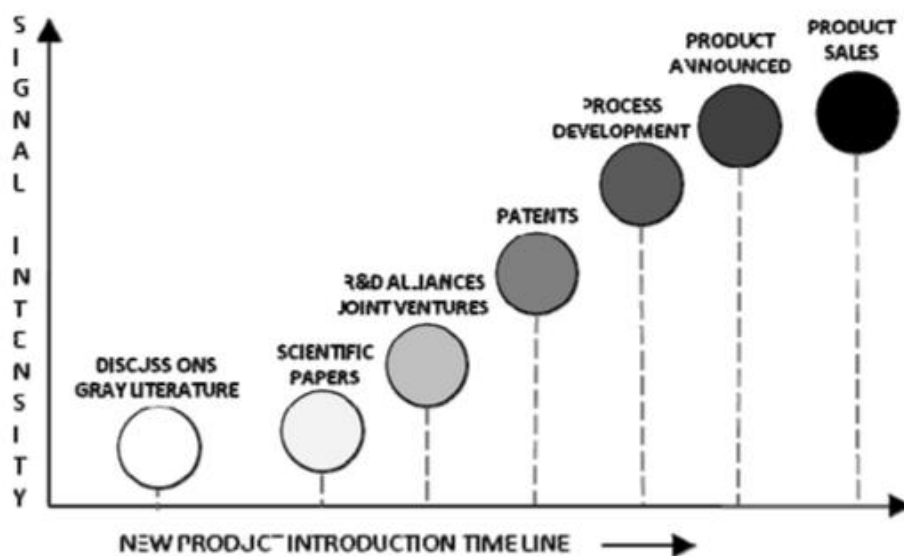 SIGNAL INTENSITY
PRODUCT
SALES
PRODUCT
ANNOUNCED
PROCESS
DEVELOPMENT
PATENTS
R&D ALLIANCES
JOINT VENTURES
SCIENTIFIC
PAPERS
DISCUSSIONS
GRAY LITERATURE
NEW PRODUCT INTRODUCTION TIME LINE